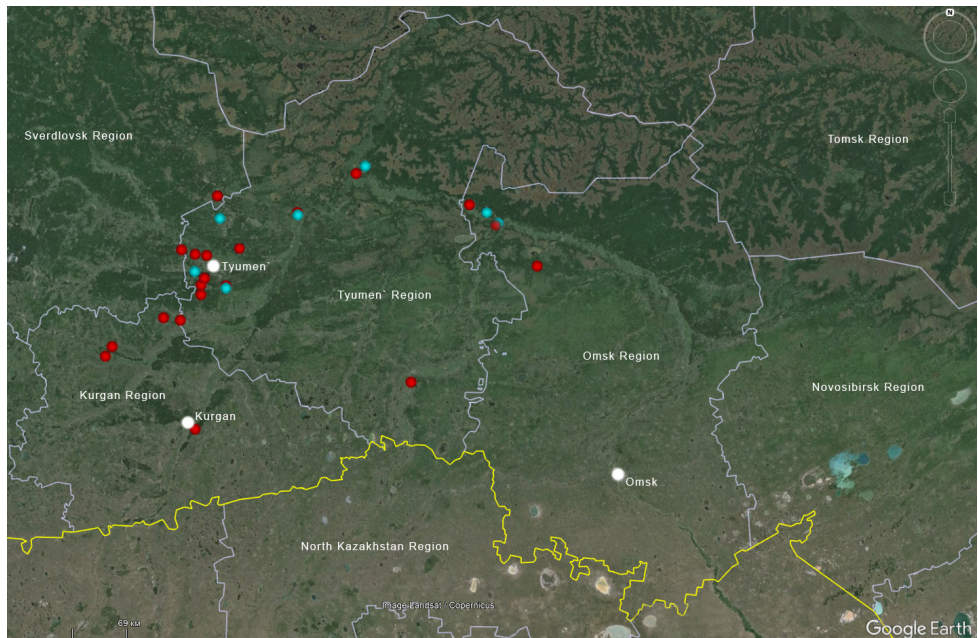 N
Sverdlovsk Region
Tomsk Region
Tyumen`
Tyumen` Region
Omsk Region
Novosibirsk Region
Kurgan Region
Kurgan
Omsk
North Kazakhstan Region
Image Landsat / Copernicus
69 км
Google Earth